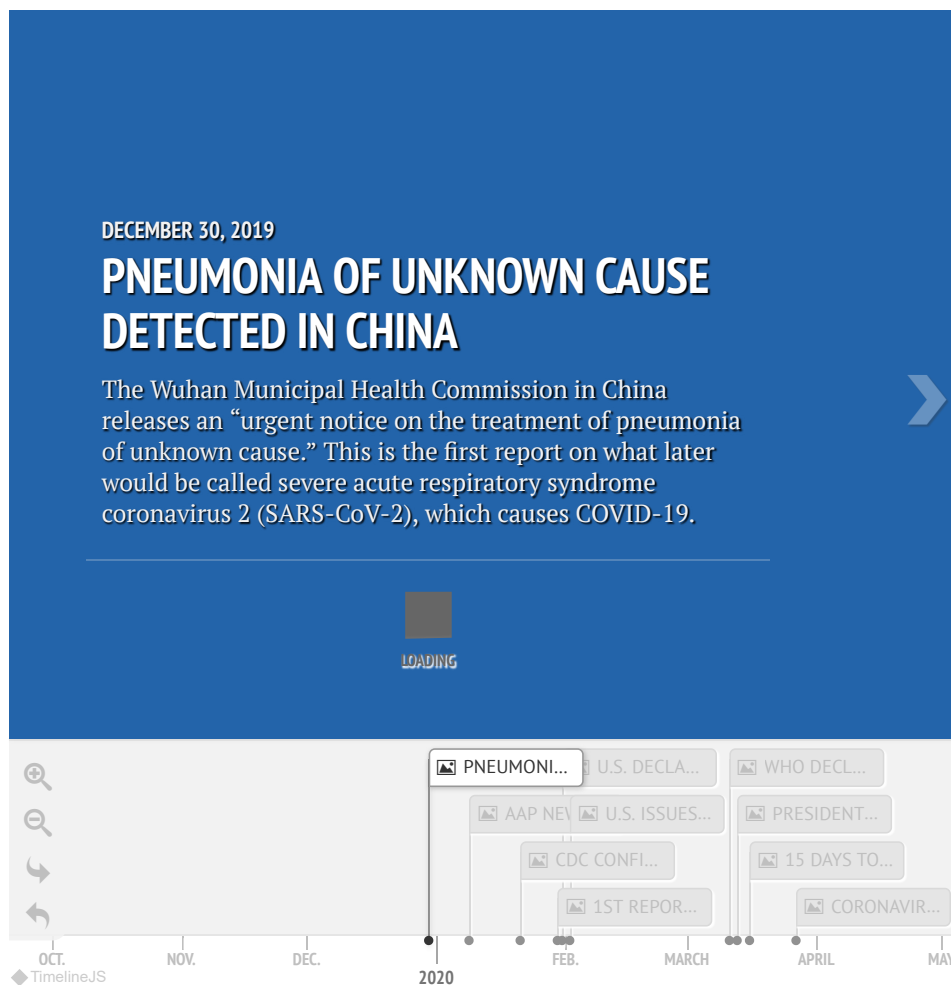 DECEMBER 30, 2019
PNEUMONIA OF UNKNOWN CAUSE
DETECTED IN CHINA
The Wuhan Municipal Health Commission in China
releases an “urgent notice on the treatment of pneumonia
of unknown cause.” This is the first report on what later
would be called severe acute respiratory syndrome
coronavirus 2 (SARS-CoV-2), which causes COVID-19.
LOADING
PNEUMONI... U.S. DECLA... WHO DECL...
AAP NEW U.S. ISSUES... PRESIDENT...
CDC CONFI... 15 DAYS TO...
1ST REPOR... CORONAVIR...
OCT. NOV. DEC. FEB. MARCH APRIL MAY
TimelineJS 2020